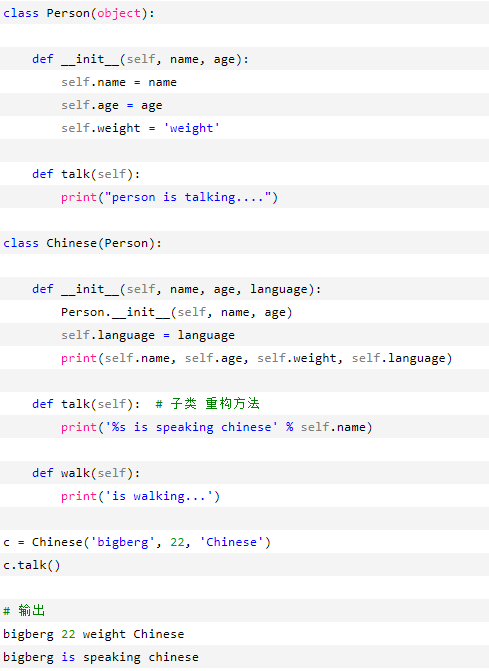 class Person(object):
    def __init__(self, name, age):
        self.name = name
        self.age = age
        self.weight = 'weight'
    def talk(self):
        print("person is talking....")
class Chinese(Person):
    def __init__(self, name, age, language):
        Person.__init__(self, name, age)
        self.language = language
        print(self.name, self.age, self.weight, self.language)
    def talk(self):  # 子类 重构方法
        print('%s is speaking chinese' % self.name)
    def walk(self):
        print('is walking...')
c = Chinese('bigberg', 22, 'Chinese')
c.talk()
# 输出
bigberg 22 weight Chinese
bigberg is speaking chinese